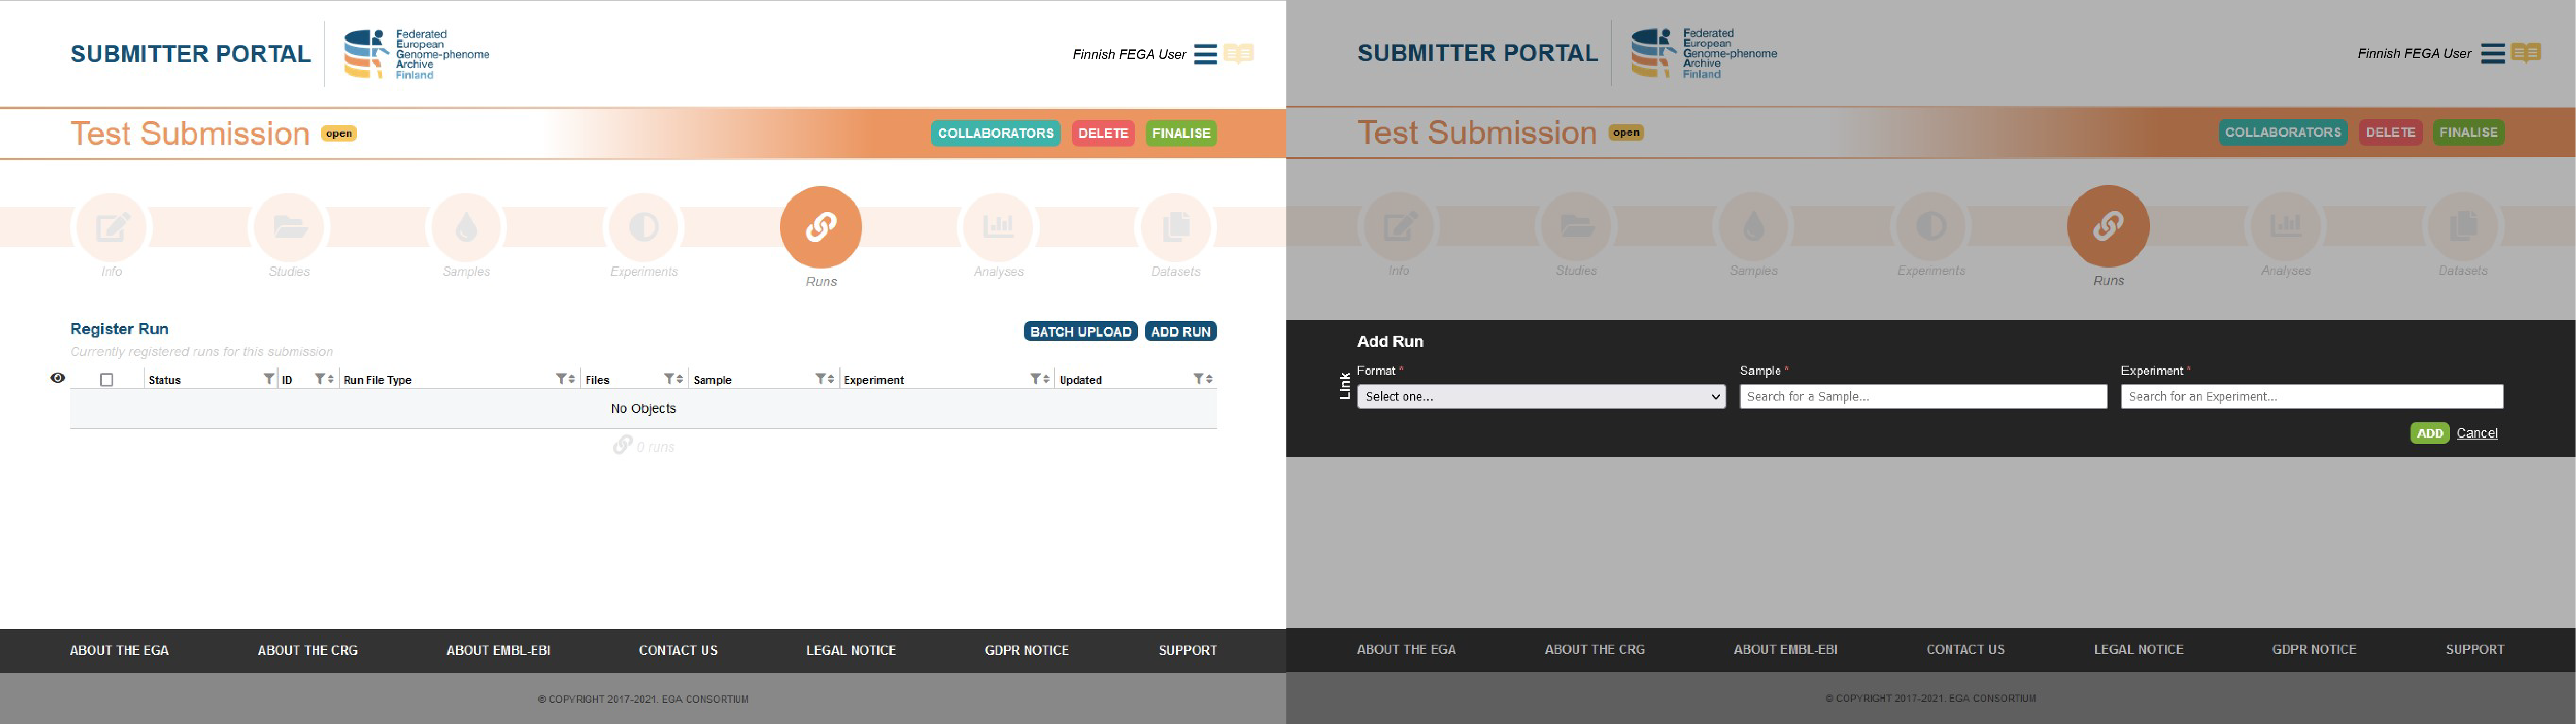 SUBMITTER PORTAL
Federated
European
Genome-phenome
Archive
Finland
Finnish FEGA User
Test Submission open
COLLABORATORS DELETE FINALISE
Info Studies Samples Experiments Runs Analyses Datasets
Register Run
BATCH UPLOAD ADD RUN
Currently registered runs for this submission
Status ID Run File Type Files Sample Experiment Updated
No Objects
0 runs
ABOUT THE EGA ABOUT THE CRG ABOUT EMBL-EBI CONTACT US LEGAL NOTICE GDPR NOTICE SUPPORT
© COPYRIGHT 2017-2021. EGA CONSORTIUM
SUBMITTER PORTAL
Federated
European
Genome-phenome
Archive
Finland
Finnish FEGA User
Test Submission open
COLLABORATORS DELETE FINALISE
Info Studies Samples Experiments Runs Analyses Datasets
Add Run
Link
Format * Sample * Experiment *
Select one... Search for a Sample... Search for an Experiment...
ADD Cancel
ABOUT THE EGA ABOUT THE CRG ABOUT EMBL-EBI CONTACT US LEGAL NOTICE GDPR NOTICE SUPPORT
© COPYRIGHT 2017-2021. EGA CONSORTIUM